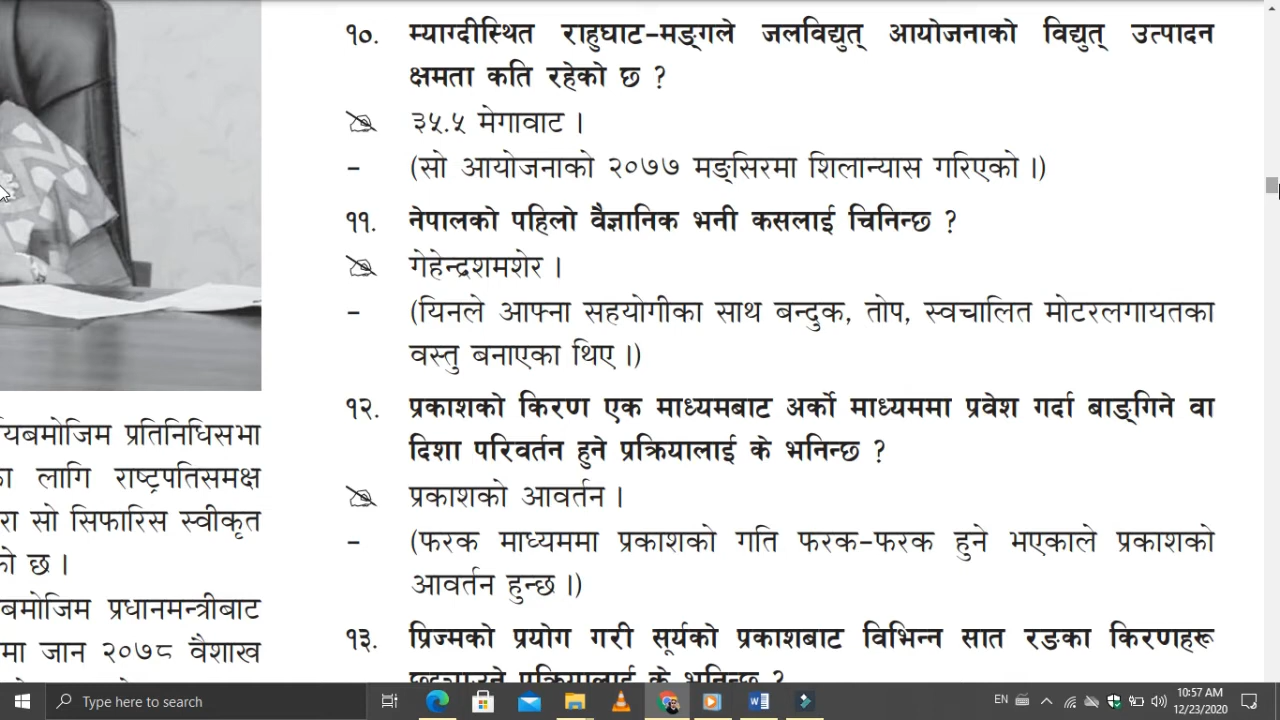 १०. म्याग्दीस्थित राहुघाट-मङ्गले जलविद्युत् आयोजनाको विद्युत् उत्पादन
क्षमता कति रहेको छ ?
३५.५ मेगावाट ।
- (सो आयोजनाको २०७७ मङ्सिरमा शिलान्यास गरिएको ।)
११. नेपालको पहिलो वैज्ञानिक भनी कसलाई चिनिन्छ ?
गेहेन्द्रशमशेर ।
- (यिनले आफ्ना सहयोगीका साथ बन्दुक, तोप, स्वचालित मोटरलगायतका
वस्तु बनाएका थिए ।)
१२. प्रकाशको किरण एक माध्यमबाट अर्को माध्यममा प्रवेश गर्दा बाङ्गिने वा
दिशा परिवर्तन हुने प्रक्रियालाई के भनिन्छ ?
प्रकाशको आवर्तन ।
- (फरक माध्यममा प्रकाशको गति फरक-फरक हुने भएकाले प्रकाशको
आवर्तन हुन्छ ।)
१३. प्रिज्मको प्रयोग गरी सूर्यको प्रकाशबाट विभिन्न सात रङका किरणहरू
प्रक्रियालाई के भनिन्छ ?
यबमोजिम प्रतिनिधिसभा
लागि राष्ट्रपतिसमक्ष
सो सिफारिस स्वीकृत
छ ।
बमोजिम प्रधानमन्त्रीबाट
मा जान २०७८ वैशाख
Type here to search
EN
10:57 AM
12/23/2020